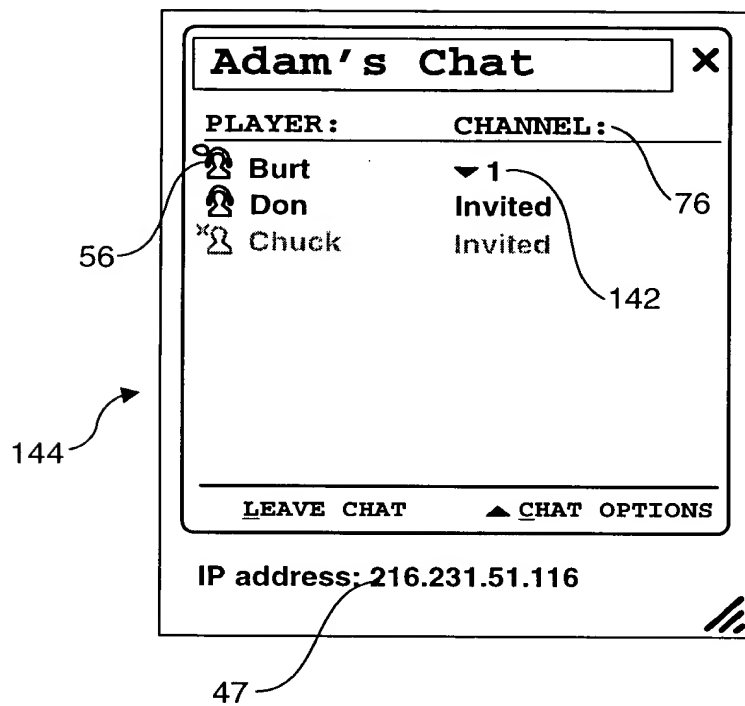 Adam's Chat
PLAYER: CHANNEL:
Burt 1
Don Invited
Chuck Invited
76
56
142
144
LEAVE CHAT CHAT OPTIONS
IP address: 216.231.51.116
47